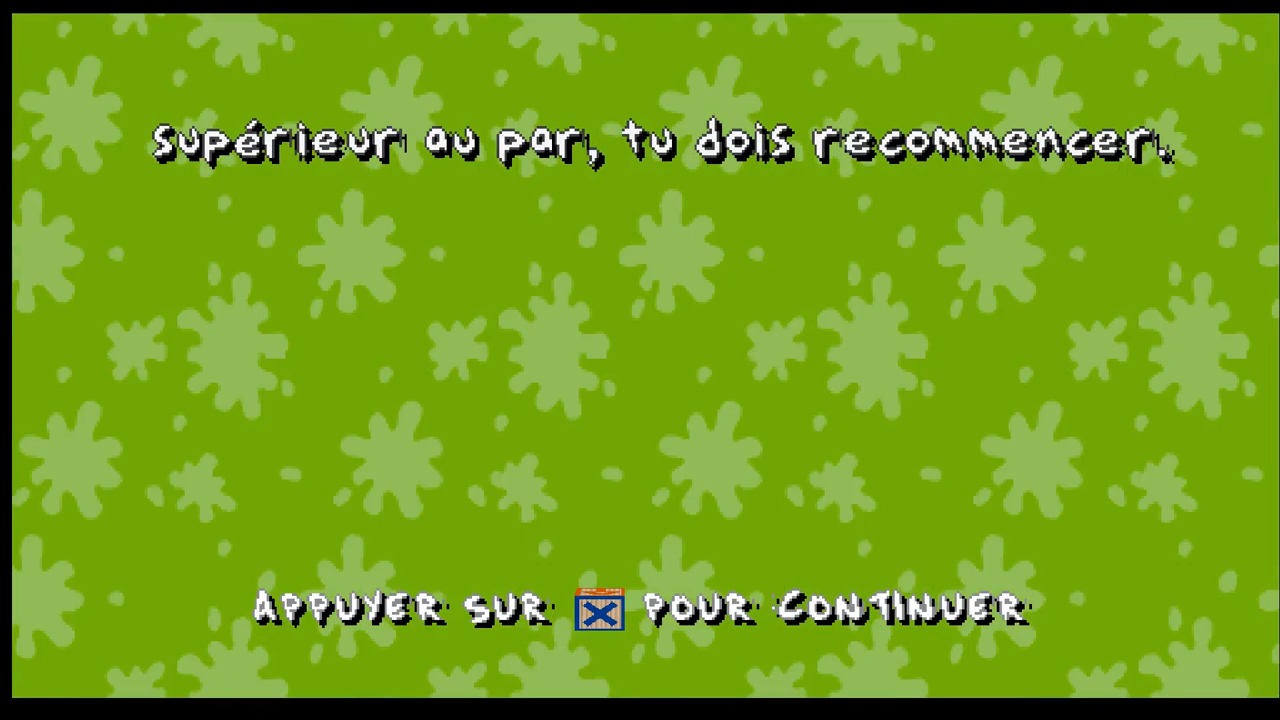 supérieur au par, tu dois recommencer.
APPUYER SUR X POUR CONTINUER